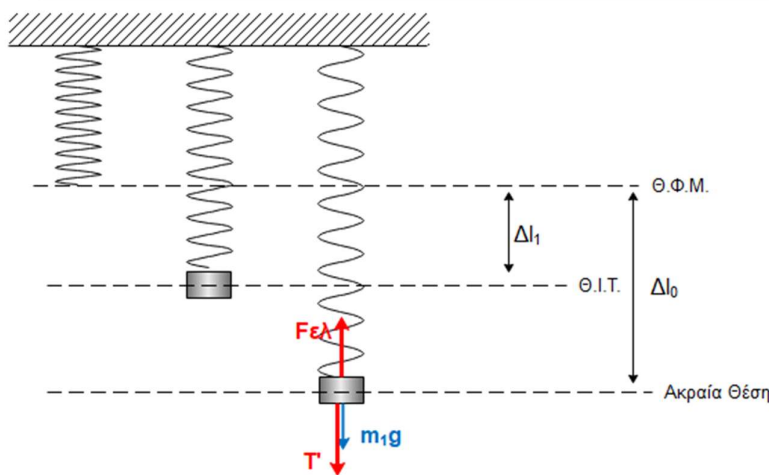 Θ.Φ.Μ.
Δl₁
Θ.Ι.Τ.
Δl₀
Fελ
Ακραία Θέση
m₁g
T'